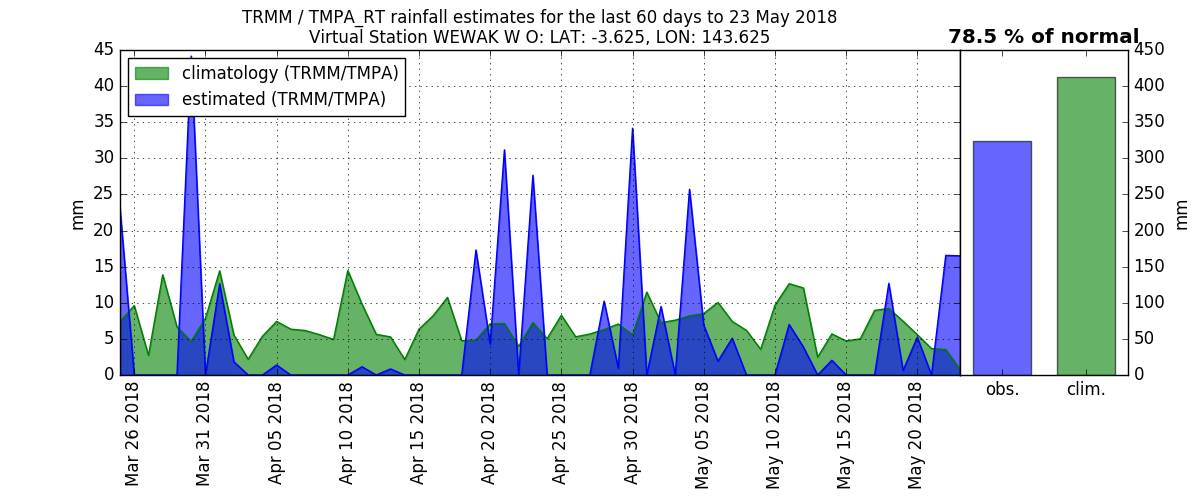 TRMM / TMPA_RT rainfall estimates for the last 60 days to 23 May 2018
Virtual Station WEWAK W O: LAT: -3.625, LON: 143.625
78.5 % of normal
climatology (TRMM/TMPA)
estimated (TRMM/TMPA)
45
40
35
30
25
20
15
10
5
0
mm
Mar 26 2018
Mar 31 2018
Apr 05 2018
Apr 10 2018
Apr 15 2018
Apr 20 2018
Apr 25 2018
Apr 30 2018
May 05 2018
May 10 2018
May 15 2018
May 20 2018
obs.
clim.
450
400
350
300
250
200
150
100
50
0
mm